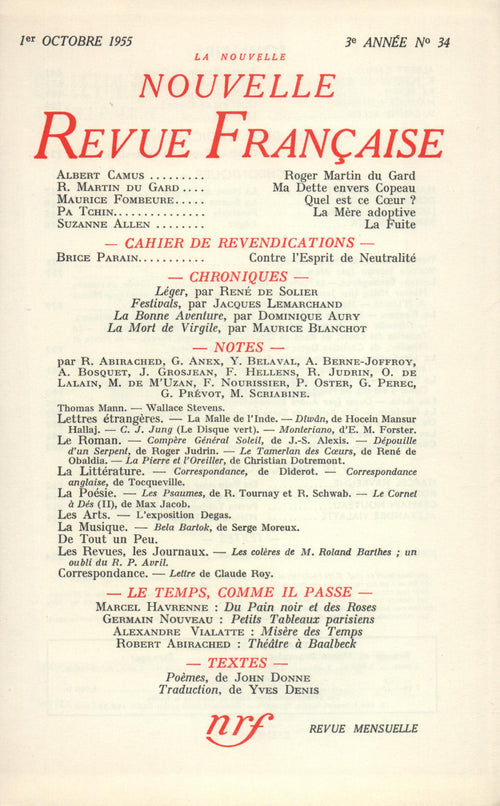 1er OCTOBRE 1955 3e ANNÉE No 34
LA NOUVELLE
NOUVELLE
REVUE FRANÇAISE
ALBERT CAMUS ......... Roger Martin du Gard
R. MARTIN DU GARD .... Ma Dette envers Copeau
MAURICE FOMBEURE..... Quel est ce Cœur ?
PA TCHIN............... La Mère adoptive
SUZANNE ALLEN ........ La Fuite
— CAHIER DE REVENDICATIONS —
BRICE PARAIN.......... Contre l'Esprit de Neutralité
— CHRONIQUES —
Léger, par RENÉ DE SOLIER
Festivals, par JACQUES LEMARCHAND
La Bonne Aventure, par DOMINIQUE AURY
La Mort de Virgile, par MAURICE BLANCHOT
— NOTES —
par R. ABIRACHED, G. ANEX, Y. BELAVAL, A. BERNE-JOFFROY,
A. BOSQUET, J. GROSJEAN, F. HELLENS, R. JUDRIN, O. DE
LALAIN, M. DE M'UZAN, F. NOURISSIER, P. OSTER, G. PEREC,
G. PRÉVOT, M. SCRIABINE.
Thomas Mann. — Wallace Stevens.
Lettres étrangères. — La Malle de l'Inde. — Dîwân, de Hocein Mansur
Hallaj. — C. J. Jung (Le Disque vert). — Monteriano, d'E. M. Forster.
Le Roman. — Compère Général Soleil, de J.-S. Alexis. — Dépouille
d'un Serpent, de Roger Judrin. — Le Tamerlan des Cœurs, de René de
Obaldia. — La Pierre et l'Oreiller, de Christian Dotremont.
La Littérature. — Correspondance, de Diderot. — Correspondance
anglaise, de Tocqueville.
La Poésie. — Les Psaumes, de R. Tournay et R. Schwab. — Le Cornet
à Dés (II), de Max Jacob.
Les Arts. — L'exposition Degas.
La Musique. — Bela Bartok, de Serge Moreux.
De Tout un Peu.
Les Revues, les Journaux. — Les colères de M. Roland Barthes ; un
oubli du R. P. Avril.
Correspondance. — Lettre de Claude Roy.
— LE TEMPS, COMME IL PASSE —
MARCEL HAVRENNE : Du Pain noir et des Roses
GERMAIN NOUVEAU : Petits Tableaux parisiens
ALEXANDRE VIALATTE : Misère des Temps
ROBERT ABIRACHED : Théâtre à Baalbeck
— TEXTES —
Poèmes, de JOHN DONNE
Traduction, de YVES DENIS
nrf REVUE MENSUELLE